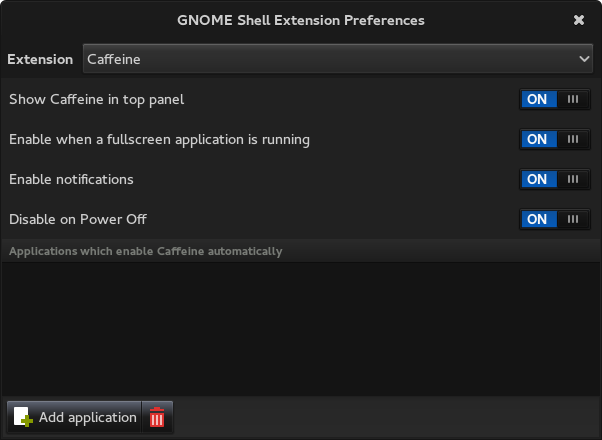 GNOME Shell Extension Preferences
Extension Caffeine
Show Caffeine in top panel ON
Enable when a fullscreen application is running ON
Enable notifications ON
Disable on Power Off ON
Applications which enable Caffeine automatically
Add application